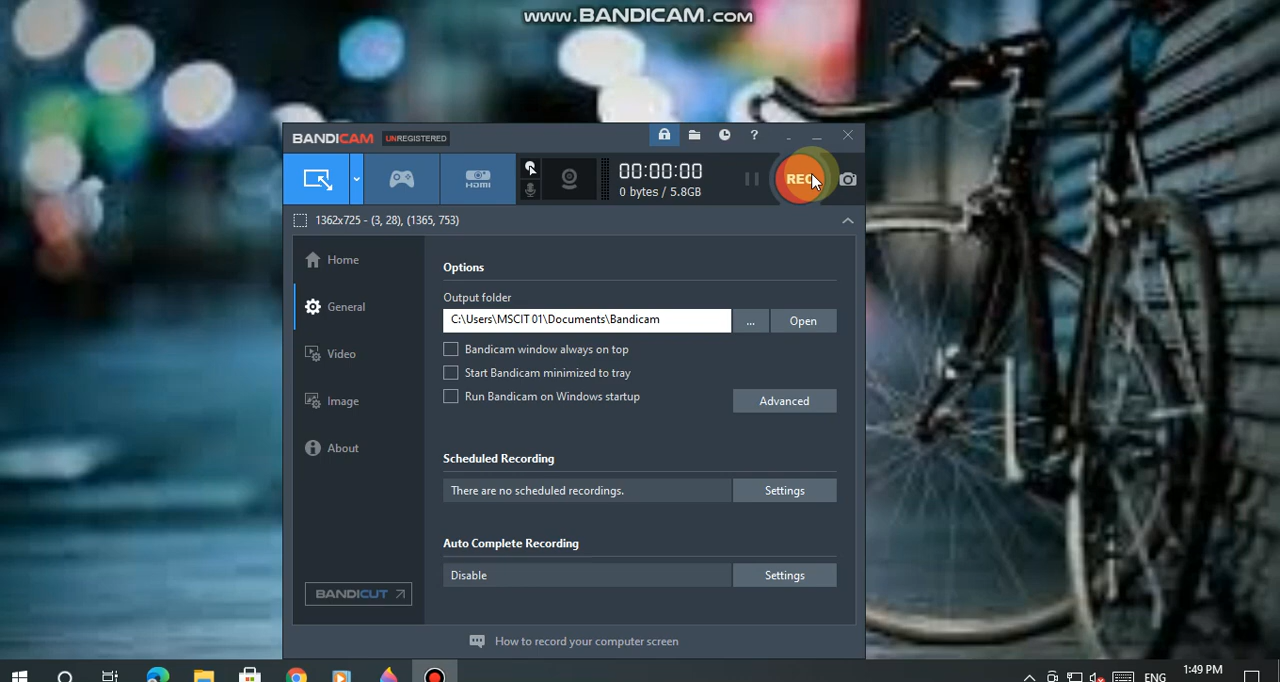 www.BANDICAM.com
BANDICAM UNREGISTERED
?
HDMI
00:00:00
0 bytes / 5.8GB
REC
1362x725 - (3, 28), (1365, 753)
Home
General
Video
Image
About
BANDICUT
Options
Output folder
C:\Users\MSCIT 01\Documents\Bandicam
...
Open
Bandicam window always on top
Start Bandicam minimized to tray
Run Bandicam on Windows startup
Advanced
Scheduled Recording
There are no scheduled recordings.
Settings
Auto Complete Recording
Disable
Settings
How to record your computer screen
ENG
1:49 PM